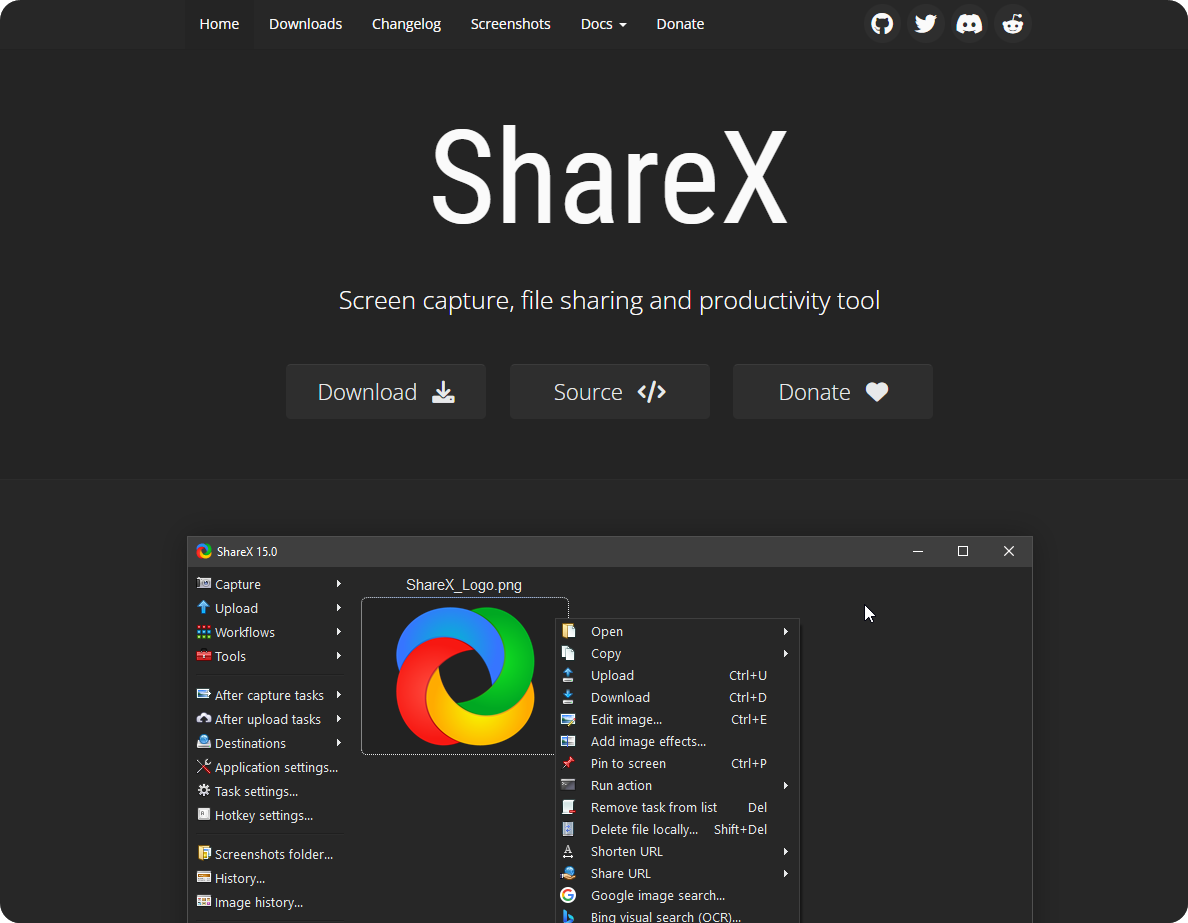 Home Downloads Changelog Screenshots Docs Donate
ShareX
Screen capture, file sharing and productivity tool
Download Source </> Donate
ShareX 15.0
Capture
Upload
Workflows
Tools
After capture tasks
After upload tasks
Destinations
Application settings...
Task settings...
Hotkey settings...
Screenshots folder...
History...
Image history...
ShareX_Logo.png
Open
Copy
Upload Ctrl+U
Download Ctrl+D
Edit image... Ctrl+E
Add image effects...
Pin to screen Ctrl+P
Run action
Remove task from list Del
Delete file locally... Shift+Del
Shorten URL
Share URL
Google image search...
Bing visual search (OCR)...